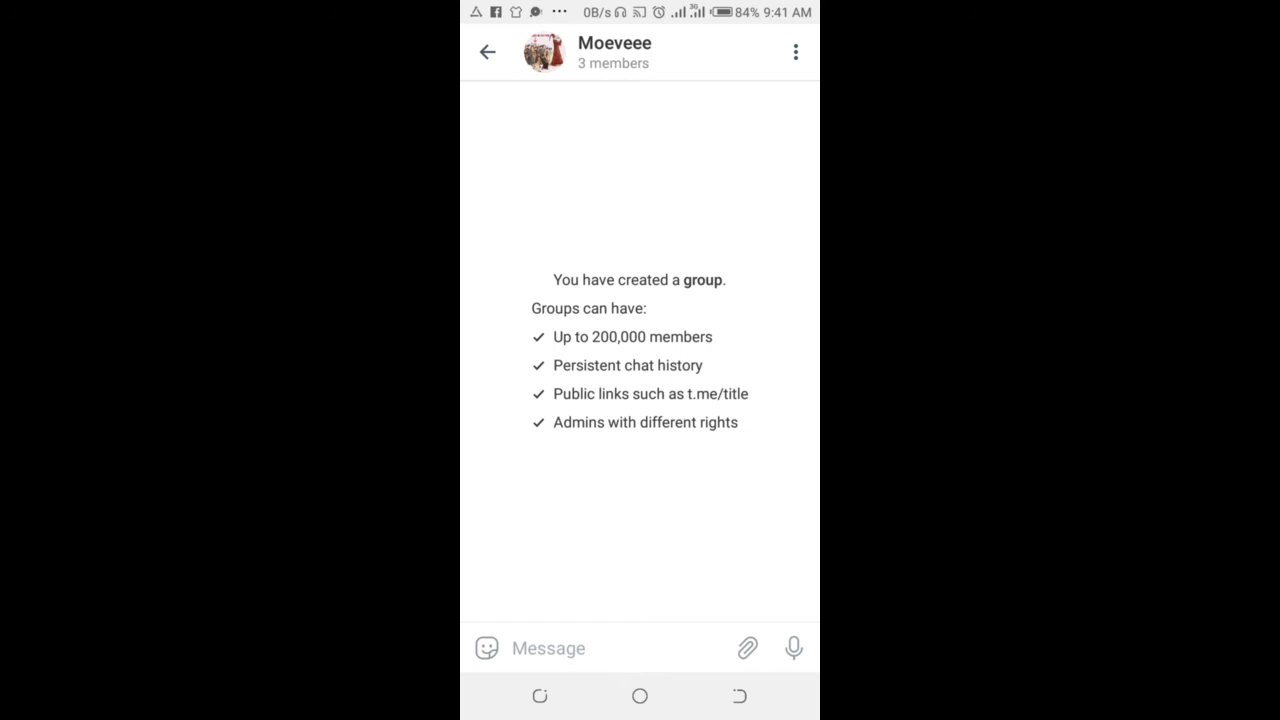 0B/s 3G 84% 9:41 AM
Moeveee
3 members
You have created a group.
Groups can have:
✓ Up to 200,000 members
✓ Persistent chat history
✓ Public links such as t.me/title
✓ Admins with different rights
Message